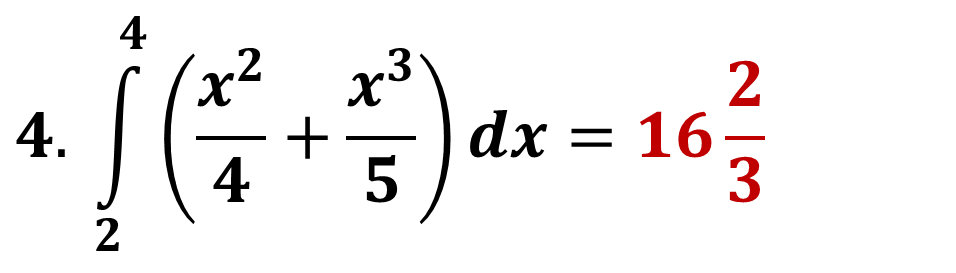 4. ∫₂⁴ (x²/4 + x³/5) dx = 16 2/3